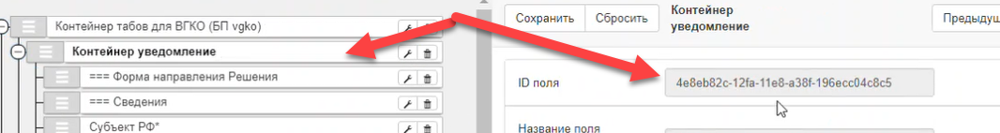 Контейнер табов для ВГКО (БП vgko)
Контейнер уведомление
=== Форма направления Решения
=== Сведения
Субъект РФ*
Сохранить
Сбросить
Контейнер
уведомление
Предыдущ
ID поля
4e8eb82c-12fa-11e8-a38f-196ecc04c8c5
Название поля